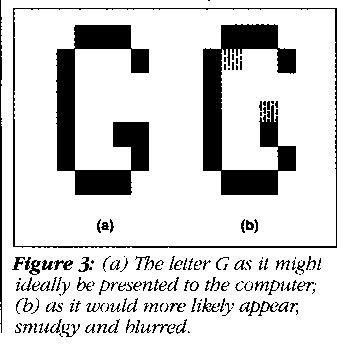 G G
(a) (b)
Figure 3: (a) The letter G as it might
ideally be presented to the computer;
(b) as it would more likely appear,
smudgy and blurred.